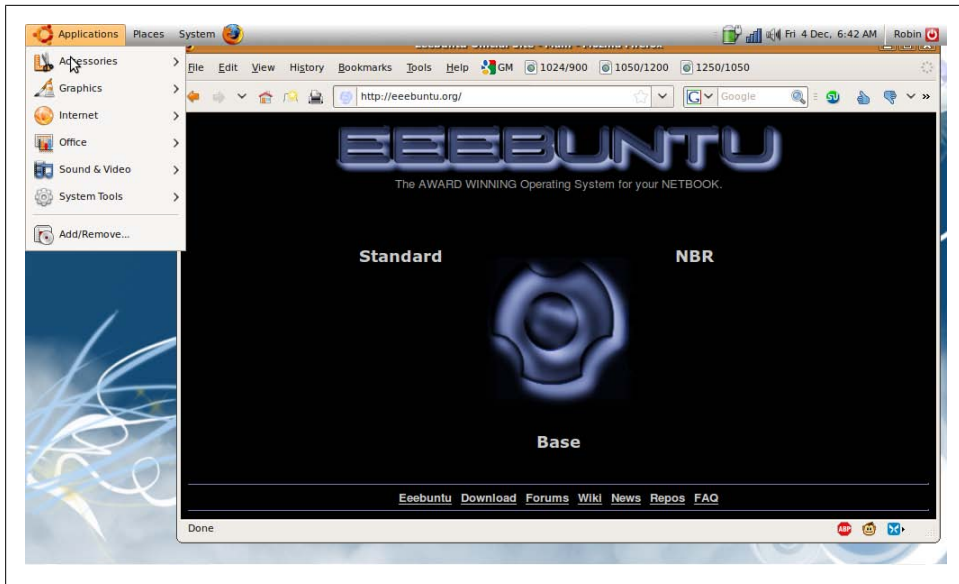 Applications Places System Fri 4 Dec, 6:42 AM Robin
Accessories
Graphics
Internet
Office
Sound & Video
System Tools
Add/Remove...
File Edit View History Bookmarks Tools Help GM 1024/900 1050/1200 1250/1050
http://eeebuntu.org/ Google
EEEBUNTU
The AWARD WINNING Operating System for your NETBOOK.
Standard NBR
Base
Eeebuntu Download Forums Wiki News Repos FAQ
Done ABP